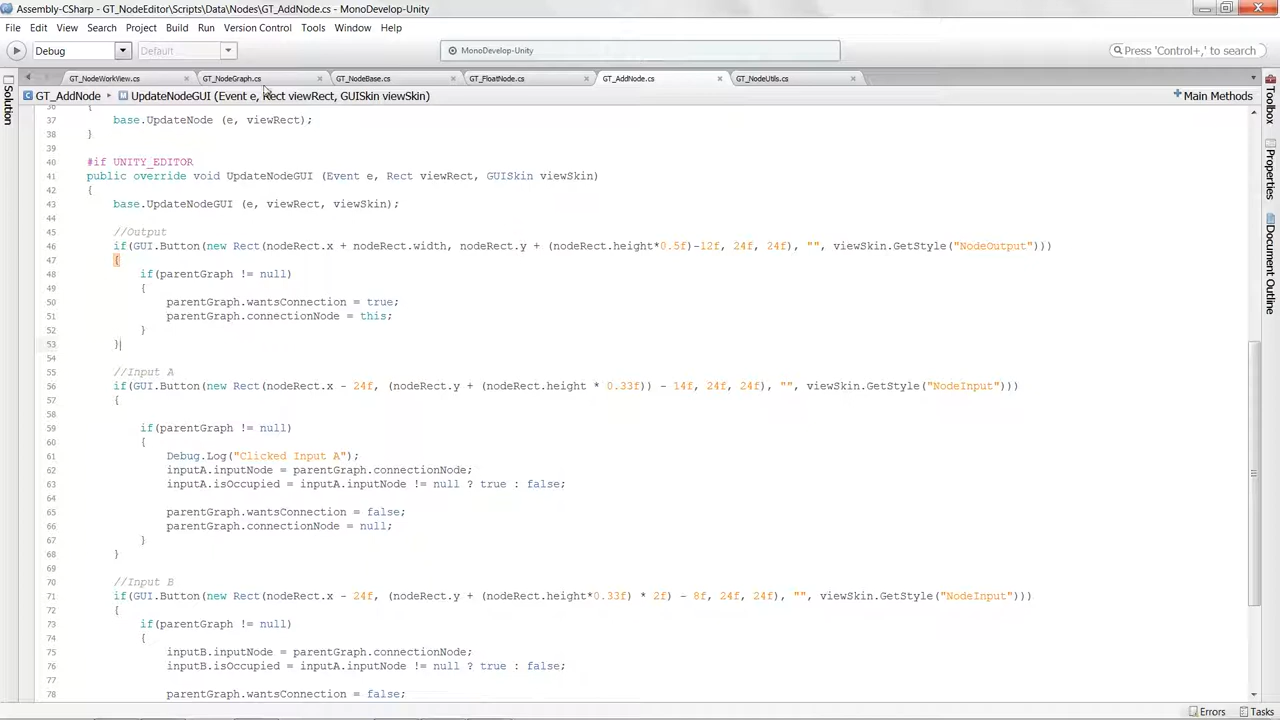 Assembly-CSharp - GT_NodeEditor\Scripts\Data\Nodes\GT_AddNode.cs - MonoDevelop-Unity
File Edit View Search Project Build Run Version Control Tools Window Help
Debug Default... MonoDevelop-Unity Press 'Control+,' to search
GT_NodeWorkView.cs GT_NodeGraph.cs GT_NodeBase.cs GT_FloatNode.cs GT_AddNode.cs GT_NodeUtils.cs
GT_AddNode UpdateNodeGUI (Event e, Rect viewRect, GUISkin viewSkin) Main Methods
Solution
Toolbox
Properties
Document Outline
36 {
37 base.UpdateNode (e, viewRect);
38 }
39
40 #if UNITY_EDITOR
41 public override void UpdateNodeGUI (Event e, Rect viewRect, GUISkin viewSkin)
42 {
43 base.UpdateNodeGUI (e, viewRect, viewSkin);
44
45 //Output
46 if(GUI.Button(new Rect(nodeRect.x + nodeRect.width, nodeRect.y + (nodeRect.height*0.5f)-12f, 24f, 24f), "", viewSkin.GetStyle("NodeOutput")))
47 {
48 if(parentGraph != null)
49 {
50 parentGraph.wantsConnection = true;
51 parentGraph.connectionNode = this;
52 }
53 }
54
55 //Input A
56 if(GUI.Button(new Rect(nodeRect.x - 24f, (nodeRect.y + (nodeRect.height * 0.33f)) - 14f, 24f, 24f), "", viewSkin.GetStyle("NodeInput")))
57 {
58
59 if(parentGraph != null)
60 {
61 Debug.Log("Clicked Input A");
62 inputA.inputNode = parentGraph.connectionNode;
63 inputA.isOccupied = inputA.inputNode != null ? true : false;
64
65 parentGraph.wantsConnection = false;
66 parentGraph.connectionNode = null;
67 }
68 }
69
70 //Input B
71 if(GUI.Button(new Rect(nodeRect.x - 24f, (nodeRect.y + (nodeRect.height*0.33f) * 2f) - 8f, 24f, 24f), "", viewSkin.GetStyle("NodeInput")))
72 {
73 if(parentGraph != null)
74 {
75 inputB.inputNode = parentGraph.connectionNode;
76 inputB.isOccupied = inputA.inputNode != null ? true : false;
77
78 parentGraph.wantsConnection = false;
Errors Tasks